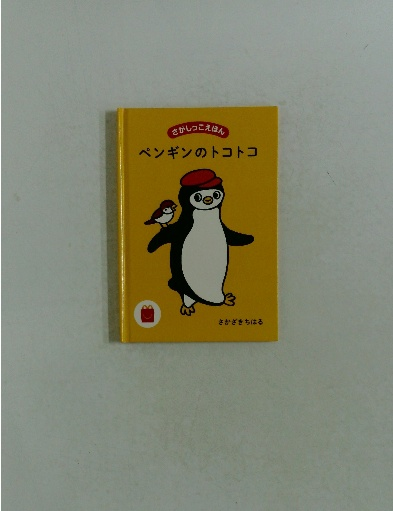 さがしっこえほん
ペンギンのトコトコ
さかざきちはる